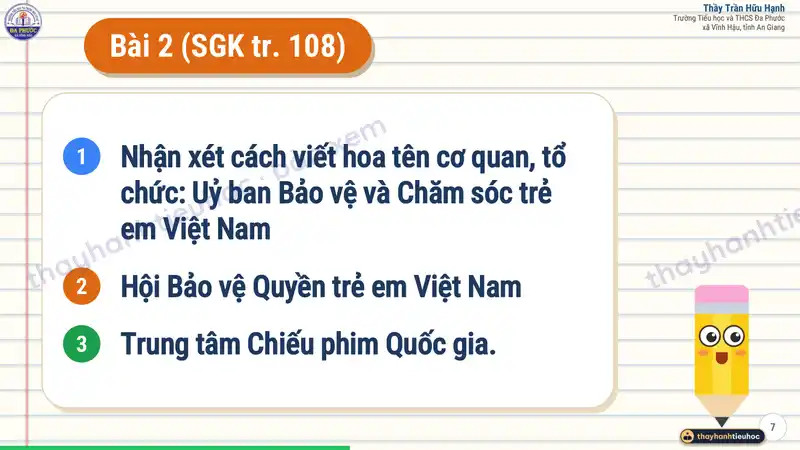 Thầy Trần Hữu Hạnh
Trường Tiểu học và THCS Đa Phước
xã Vĩnh Hậu, tỉnh An Giang
ĐA PHƯỚC
Bài 2 (SGK tr. 108)
1 Nhận xét cách viết hoa tên cơ quan, tổ
chức: Uỷ ban Bảo vệ và Chăm sóc trẻ
em Việt Nam
2 Hội Bảo vệ Quyền trẻ em Việt Nam
3 Trung tâm Chiếu phim Quốc gia.
7
thayhanhtieuhoc